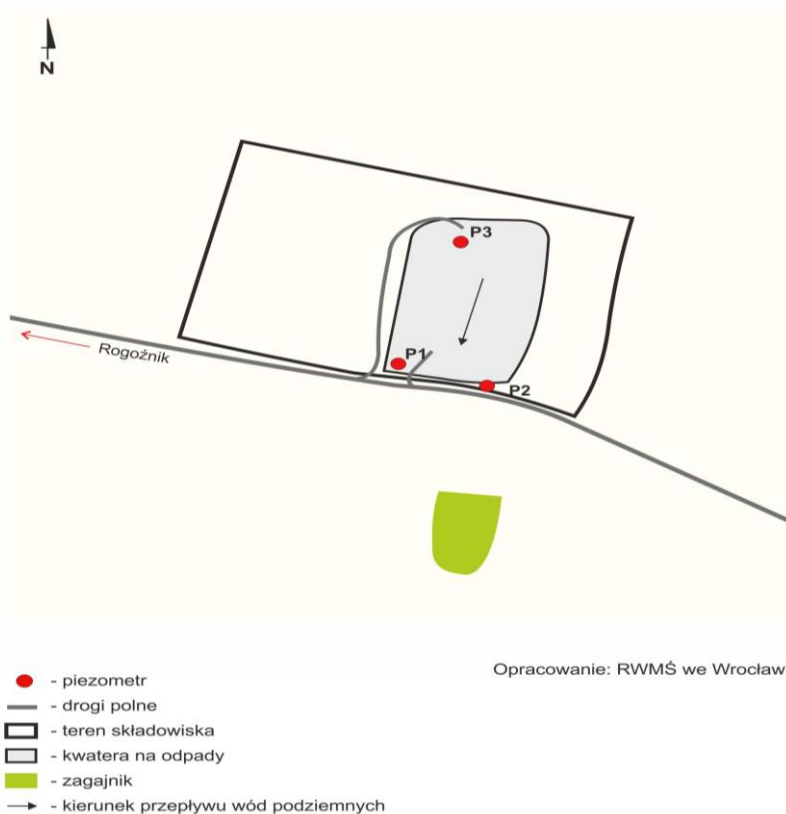 N
P3
P1
P2
Rogoźnik
Opracowanie: RWMŚ we Wrocław
- piezometr
- drogi polne
- teren składowiska
- kwatera na odpady
- zagajnik
- kierunek przepływu wód podziemnych